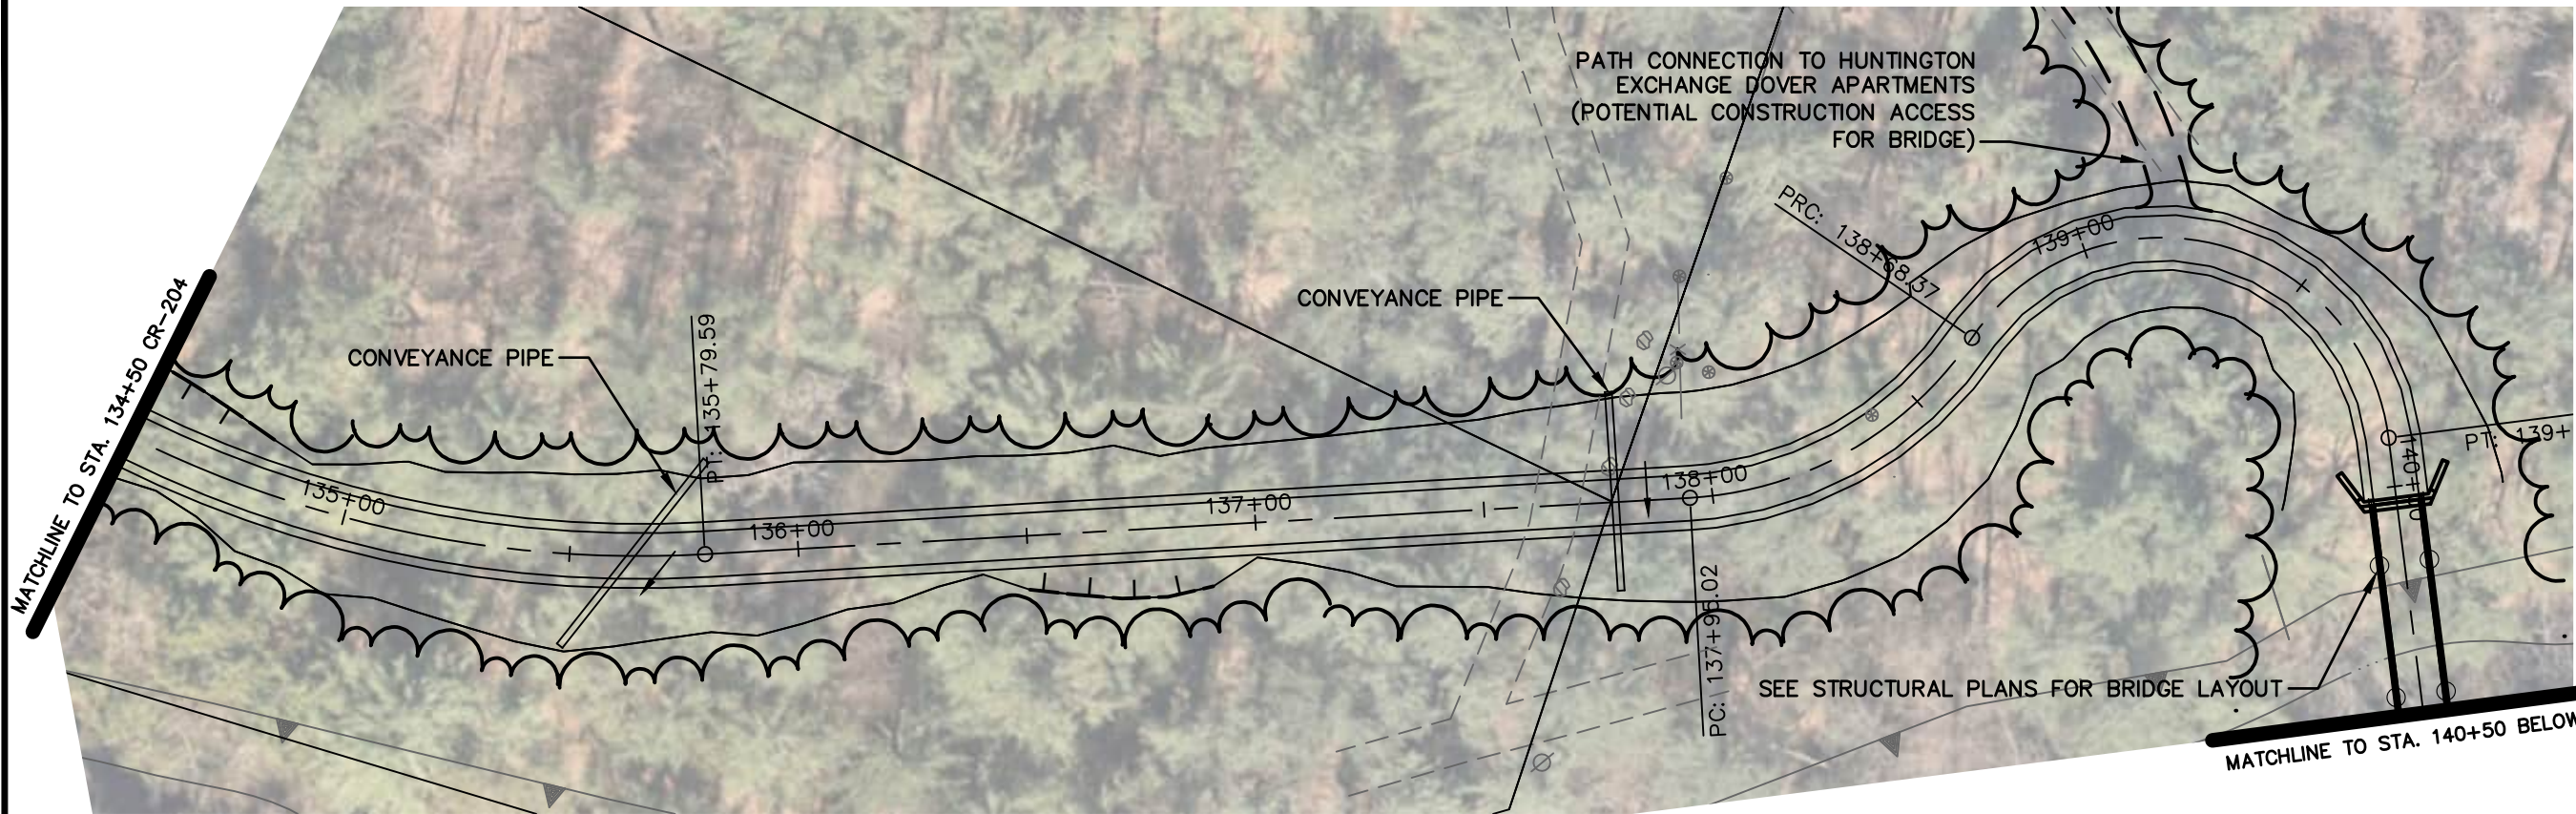 PATH CONNECTION TO HUNTINGTON
EXCHANGE DOVER APARTMENTS
(POTENTIAL CONSTRUCTION ACCESS
FOR BRIDGE)
PRC: 138+68.37
139+00
CONVEYANCE PIPE
MATCHLINE TO STA. 134+50 CR-204
CONVEYANCE PIPE
PT: 135+79.59
135+00
136+00
137+00
138+00
PT: 139+
140+00
PC: 137+95.02
SEE STRUCTURAL PLANS FOR BRIDGE LAYOUT
MATCHLINE TO STA. 140+50 BELOW